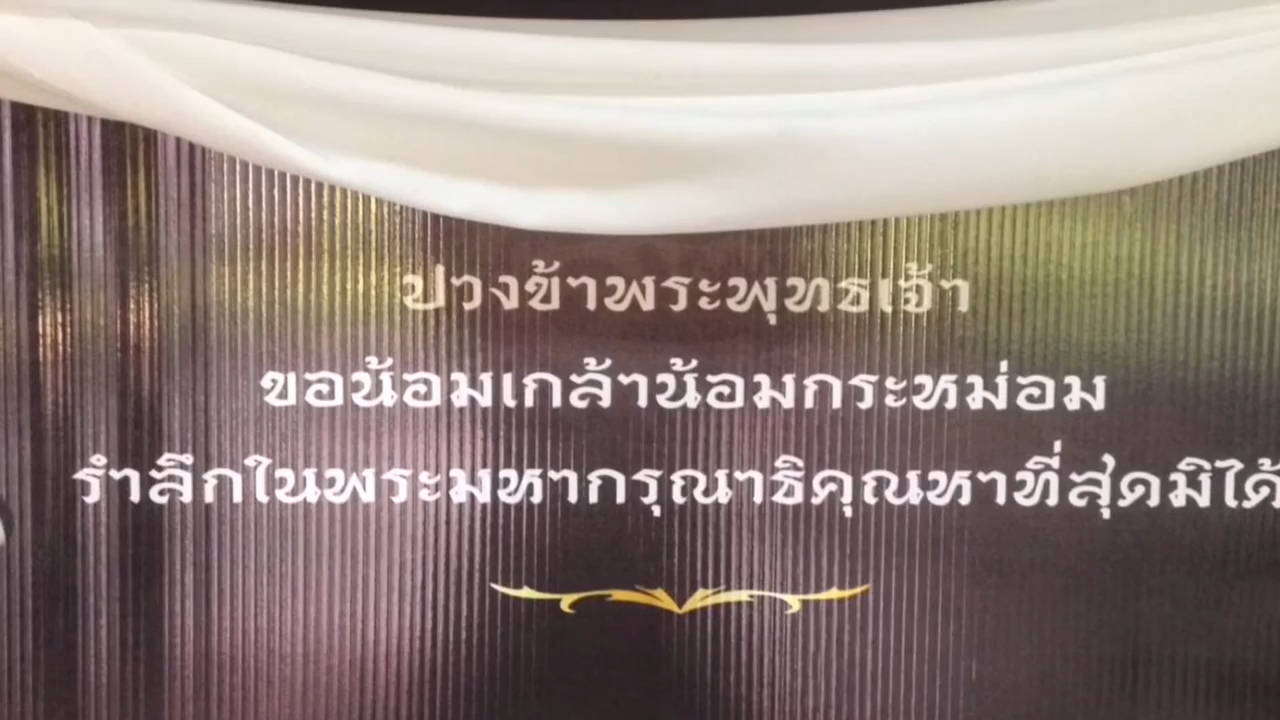 ปวงข้าพระพุทธเจ้า
ขอน้อมเกล้าน้อมกระหม่อม
รำลึกในพระมหากรุณาธิคุณหาที่สุดมิได้